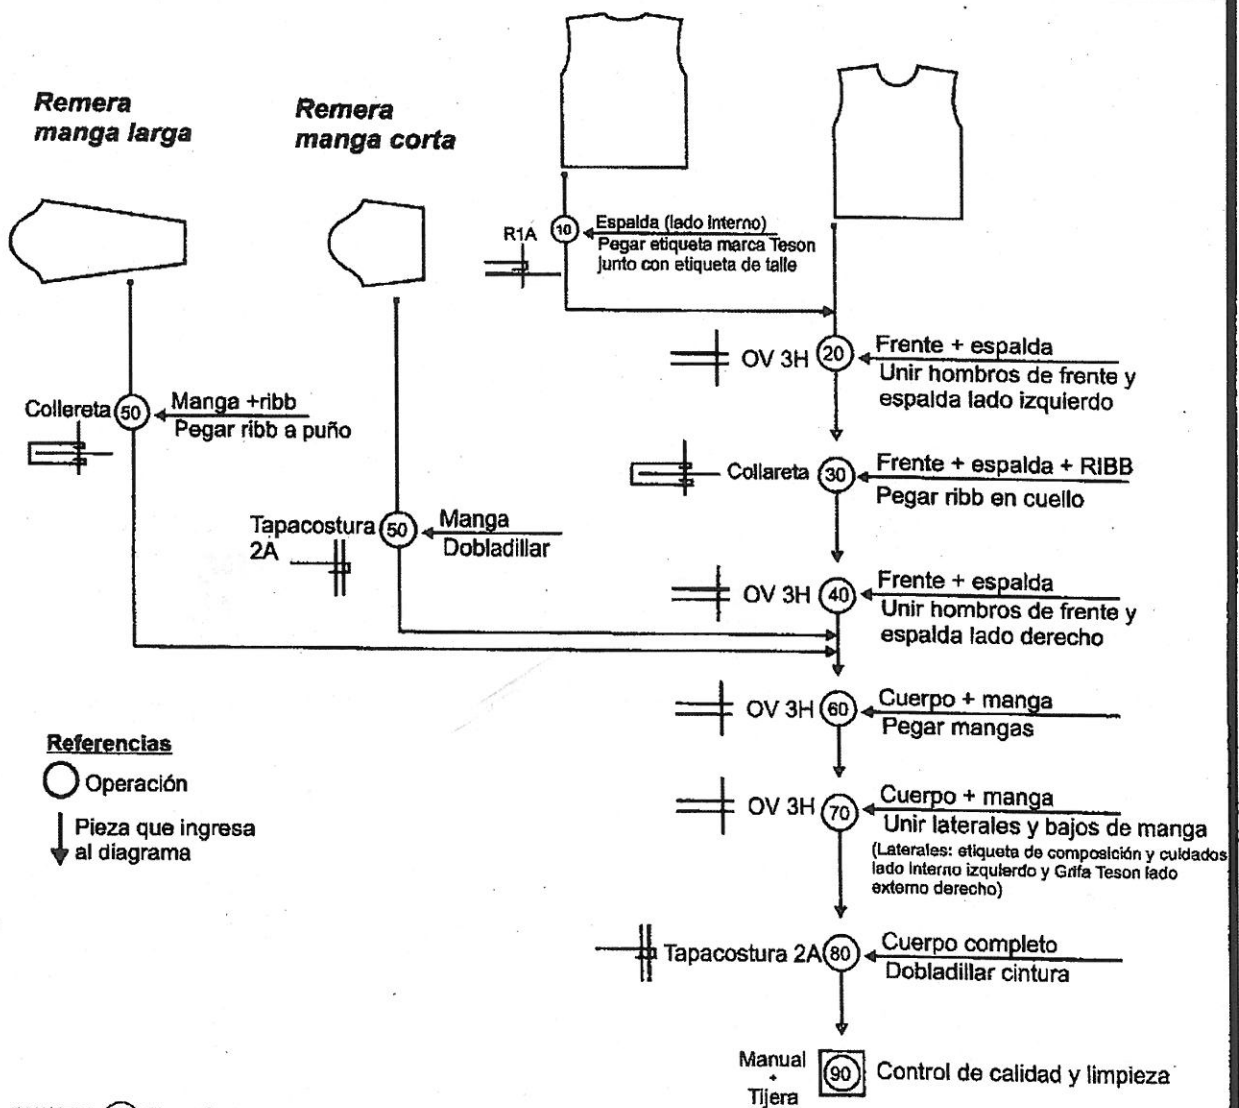 Remera
manga larga
Remera
manga corta
R1A
10
Espalda (lado interno)
Pegar etiqueta marca Teson
junto con etiqueta de talle
OV 3H
20
Frente + espalda
Unir hombros de frente y
espalda lado izquierdo
Collereta
50
Manga +ribb
Pegar ribb a puño
Collareta
30
Frente + espalda + RIBB
Pegar ribb en cuello
Tapacostura
2A
50
Manga
Dobladillar
OV 3H
40
Frente + espalda
Unir hombros de frente y
espalda lado derecho
OV 3H
60
Cuerpo + manga
Pegar mangas
Referencias
Operación
Pieza que ingresa
al diagrama
OV 3H
70
Cuerpo + manga
Unir laterales y bajos de manga
(Laterales: etiqueta de composición y cuidados
lado interno izquierdo y Grifa Teson lado
externo derecho)
Tapacostura 2A
80
Cuerpo completo
Dobladillar cintura
Manual
+
Tijera
90
Control de calidad y limpieza